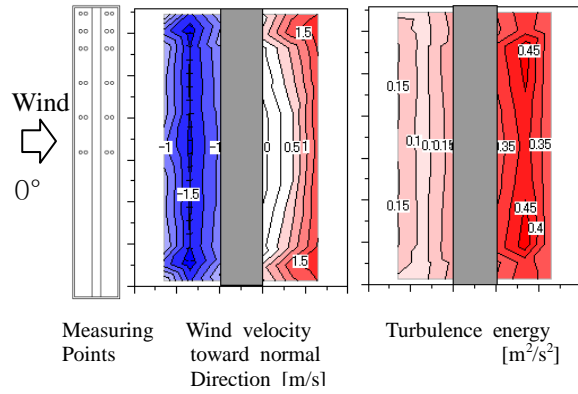 Wind
0°
-1
-1
-1.5
0
0.5
1
1.5
1.5
0.15
0.15
0.1
0.1
0.15
0.35
0.35
0.45
0.45
0.4
Measuring
Points
Wind velocity
toward normal
Direction [m/s]
Turbulence energy
[m²/s²]